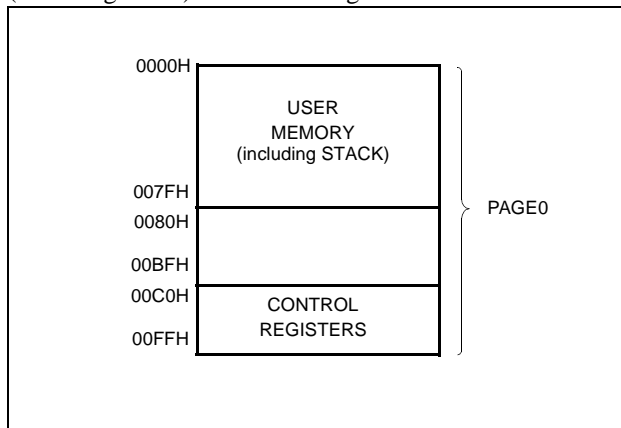 0000H
USER
MEMORY
(including STACK)
007FH
PAGE0
0080H
00BFH
00C0H
CONTROL
REGISTERS
00FFH